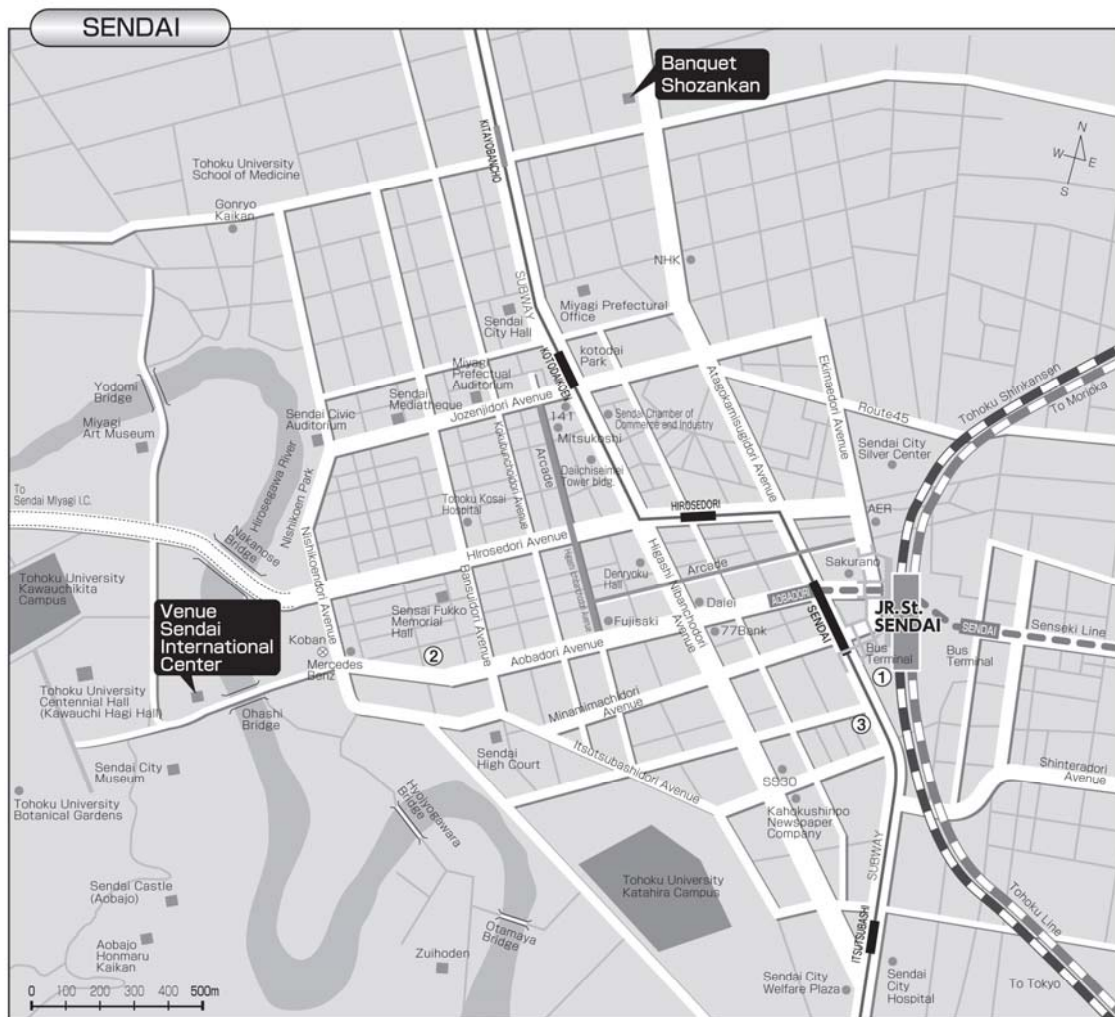 SENDAI
Banquet
Shozankan
N
W
E
S
KITAYOBANCHO
Tohoku University
School of Medicine
Gonryo
Kaikan
NHK
SUBWAY
Miyagi Prefectural
Office
Sendai
City Hall
kotodai
Park
KOTODAIKOEN
Miyagi
Prefectual
Auditorium
Sendai
Mediatheque
Jozenjidori Avenue
Sendai Civic
Auditorium
Yodomi
Bridge
Miyagi
Art Museum
Hirosegawa River
Nishikoen Park
To
Sendai Miyagi I.C.
Nakanose
Bridge
141
Mitsukoshi
Sendai Chamber of
Commerce and Industry
Daiichiseimei
Tower bldg.
Kokubunchodori Avenue
Arcade
Atagokamisugidori Avenue
Ekimaedori Avenue
Route45
Tohoku Shinkansen
To Morioka
Sendai City
Silver Center
AER
Tohoku Kosai
Hospital
HIROSEDORI
Hirosedori Avenue
Nishikoendori Avenue
Bansuidori Avenue
Higashi Nibanchodori
Avenue
Denryoku
Hall
Arcade
Sakurano
Tohoku University
Kawauchikita
Campus
Venue
Sendai
International
Center
Sensai Fukko
Memorial
Hall
Koban
Mercedes
Benz
②
Fujisaki
Daiei
77Bank
AOBADORI
SENDAI
JR.St.
SENDAI
SENDAI
Senseki Line
Bus
Terminal
Bus
Terminal
①
Aobadori Avenue
Minamimachidori
Avenue
③
Tohoku University
Centennial Hall
(Kawauchi Hagi Hall)
Ohashi
Bridge
Sendai City
Museum
Tohoku University
Botanical Gardens
Sendai
High Court
Itsutsubashidori Avenue
SS30
Kahokushinpo
Newspaper
Company
Shinteradori
Avenue
Hyojyogawara
Bridge
Tohoku University
Katahira Campus
SUBWAY
Sendai Castle
(Aobajo)
Aobajo
Honmaru
Kaikan
Otamaya
Bridge
Zuihoden
ITSUTSUBASHI
Tohoku Line
To Tokyo
Sendai City
Welfare Plaza
Sendai
City
Hospital
0 100 200 300 400 500m